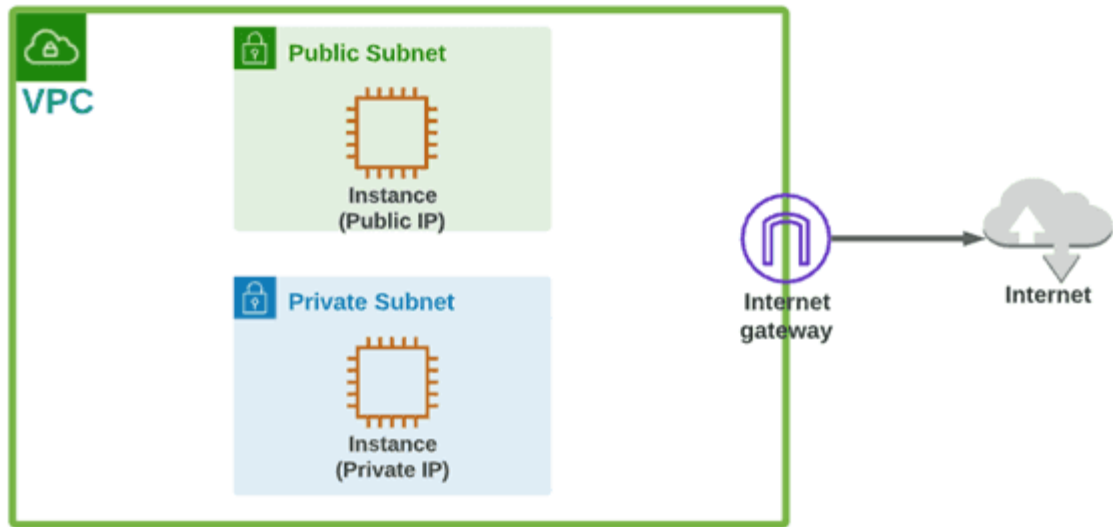 VPC
Public Subnet
Instance
(Public IP)
Private Subnet
Instance
(Private IP)
Internet
gateway
Internet